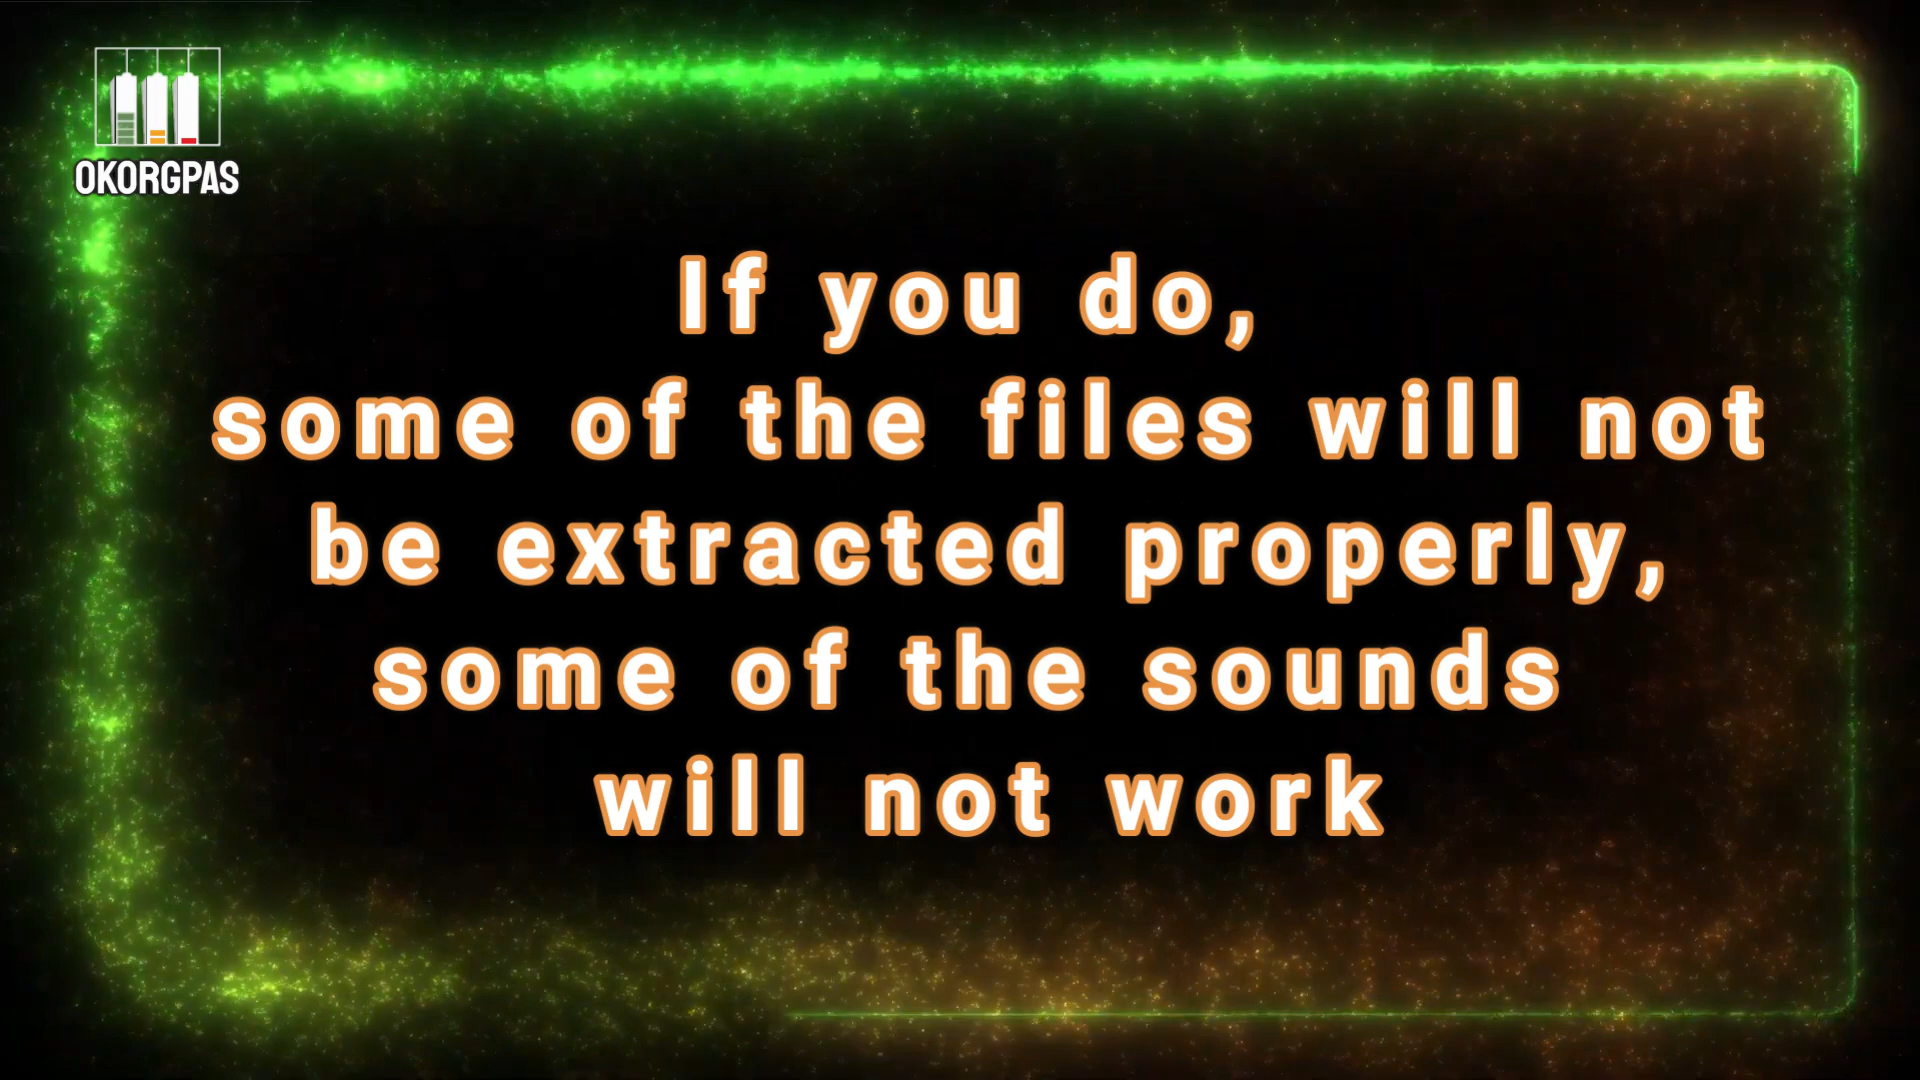 OKORGPAS
If you do,
some of the files will not
be extracted properly,
some of the sounds
will not work